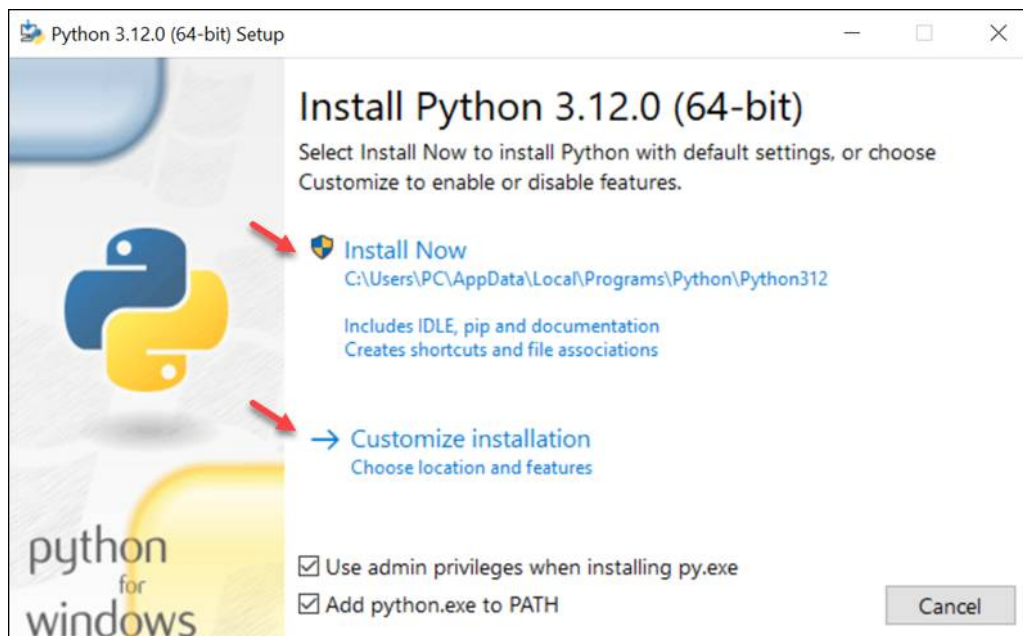 Python 3.12.0 (64-bit) Setup
Install Python 3.12.0 (64-bit)
Select Install Now to install Python with default settings, or choose
Customize to enable or disable features.
Install Now
C:\Users\PC\AppData\Local\Programs\Python\Python312
Includes IDLE, pip and documentation
Creates shortcuts and file associations
Customize installation
Choose location and features
Use admin privileges when installing py.exe
Add python.exe to PATH
Cancel
python
for
windows